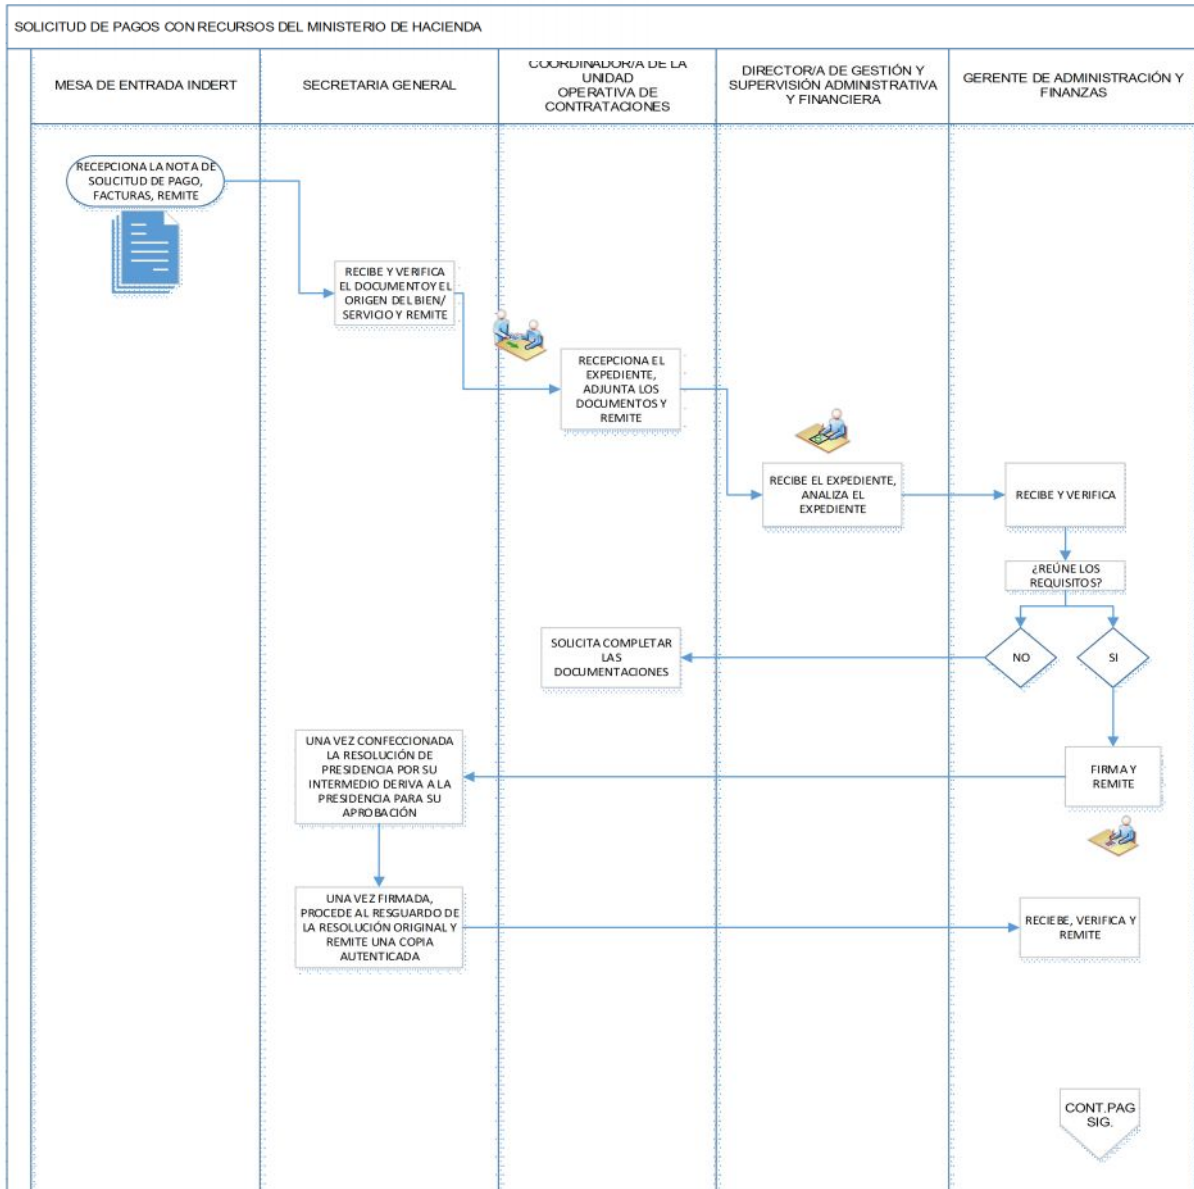 SOLICITUD DE PAGOS CON RECURSOS DEL MINISTERIO DE HACIENDA
MESA DE ENTRADA INDERT
SECRETARIA GENERAL
COORDINADOR/A DE LA
UNIDAD
OPERATIVA DE
CONTRATACIONES
DIRECTOR/A DE GESTIÓN Y
SUPERVISIÓN ADMINISTRATIVA
Y FINANCIERA
GERENTE DE ADMINISTRACIÓN Y
FINANZAS
RECEPCIONA LA NOTA DE
SOLICITUD DE PAGO,
FACTURAS, REMITE
RECIBE Y VERIFICA
EL DOCUMENTO Y EL
ORIGEN DEL BIEN/
SERVICIO Y REMITE
RECEPCIONA EL
EXPEDIENTE,
ADJUNTA LOS
DOCUMENTOS Y
REMITE
RECIBE EL EXPEDIENTE,
ANALIZA EL
EXPEDIENTE
RECIBE Y VERIFICA
¿REÚNE LOS
REQUISITOS?
NO
SI
SOLICITA COMPLETAR
LAS
DOCUMENTACIONES
FIRMA Y
REMITE
UNA VEZ CONFECCIONADA
LA RESOLUCIÓN DE
PRESIDENCIA POR SU
INTERMEDIO DERIVA A LA
PRESIDENCIA PARA SU
APROBACIÓN
UNA VEZ FIRMADA,
PROCEDE AL RESGUARDO DE
LA RESOLUCIÓN ORIGINAL Y
REMITE UNA COPIA
AUTENTICADA
RECIEBE, VERIFICA Y
REMITE
CONT.PAG
SIG.